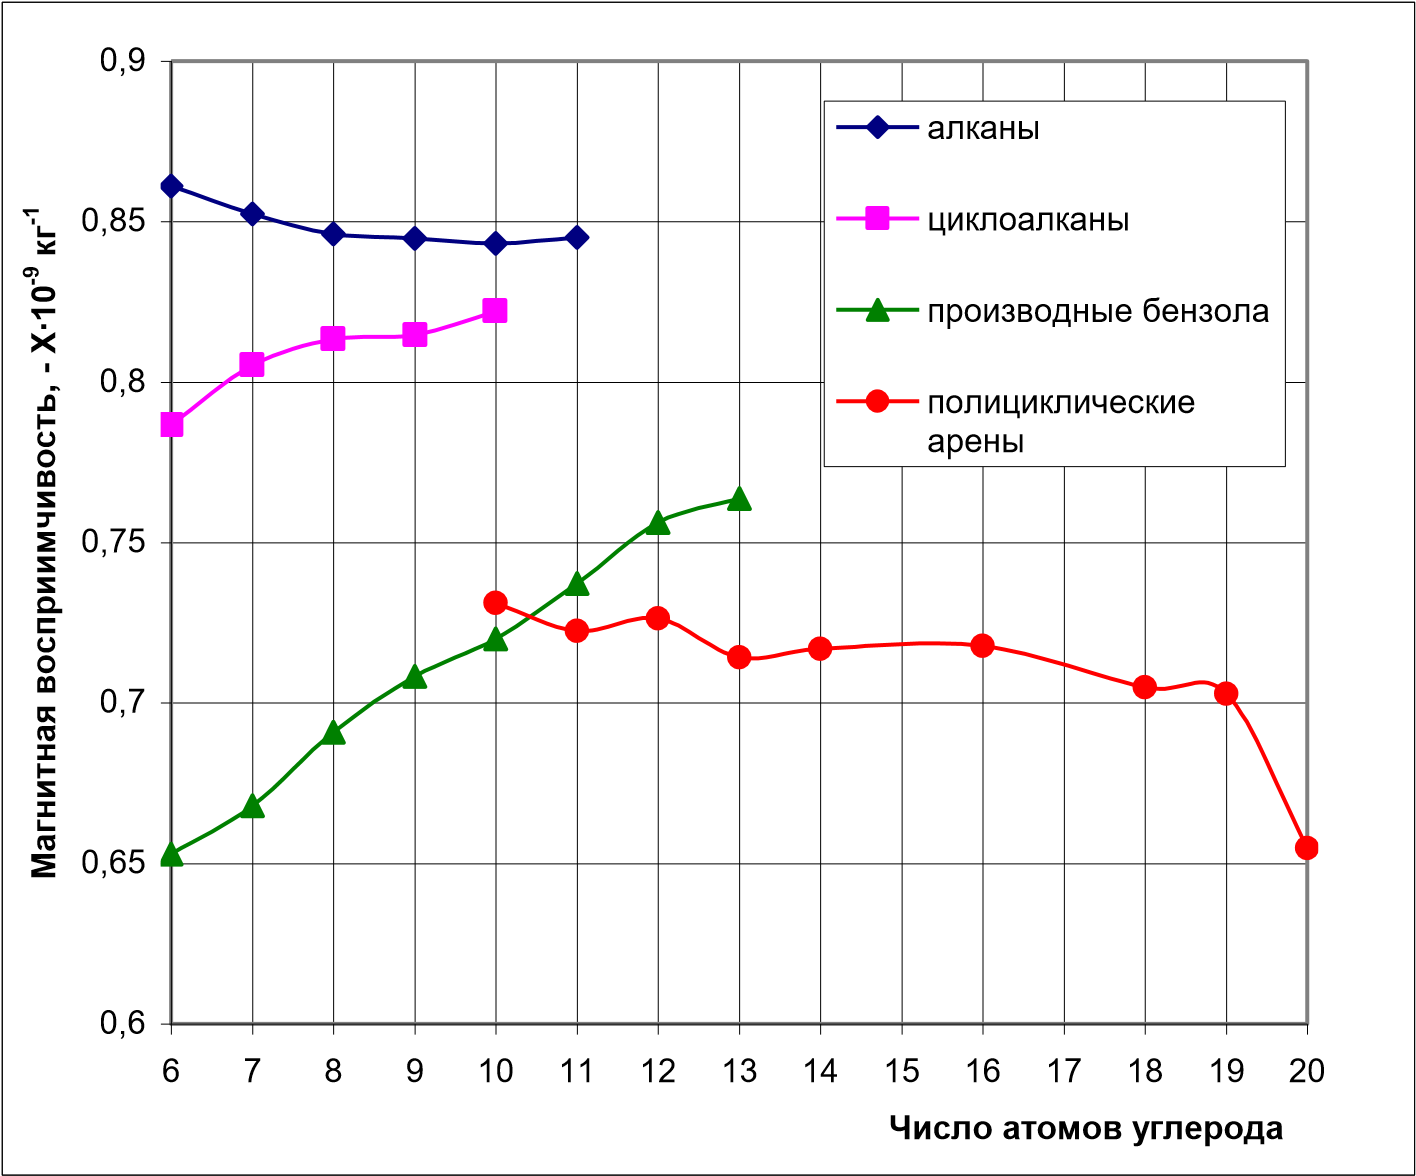 Магнитная восприимчивость, - Х·10⁻⁹ кг⁻¹
0,9
0,85
0,8
0,75
0,7
0,65
0,6
алканы
циклоалканы
производные бензола
полициклические
арены
6 7 8 9 10 11 12 13 14 15 16 17 18 19 20
Число атомов углерода